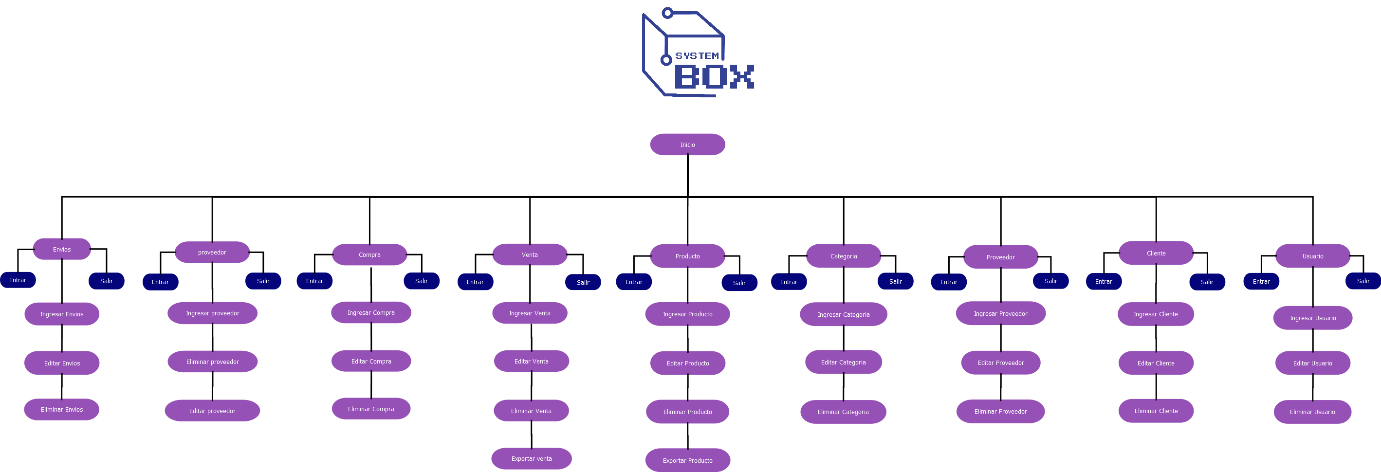 SYSTEM
BOX
Inicio
Envios
proveedor
Compra
Venta
Producto
Categoria
Proveedor
Cliente
Usuario
Entrar
Salir
Entrar
Salir
Entrar
Salir
Entrar
Salir
Entrar
Salir
Entrar
Salir
Entrar
Salir
Entrar
Salir
Entrar
Salir
Ingresar Envios
Ingresar proveedor
Ingresar Compra
Ingresar Venta
Ingresar Producto
Ingresar Categoria
Ingresar Proveedor
Ingresar Cliente
Ingresar Usuario
Editar Envios
Eliminar proveedor
Editar Compra
Editar Venta
Editar Producto
Editar Categoria
Editar Proveedor
Editar Cliente
Editar Usuario
Eliminar Envios
Editar proveedor
Eliminar Compra
Eliminar Venta
Eliminar Producto
Eliminar Categoria
Eliminar Proveedor
Eliminar Cliente
Eliminar Usuario
Exportar venta
Exportar Producto